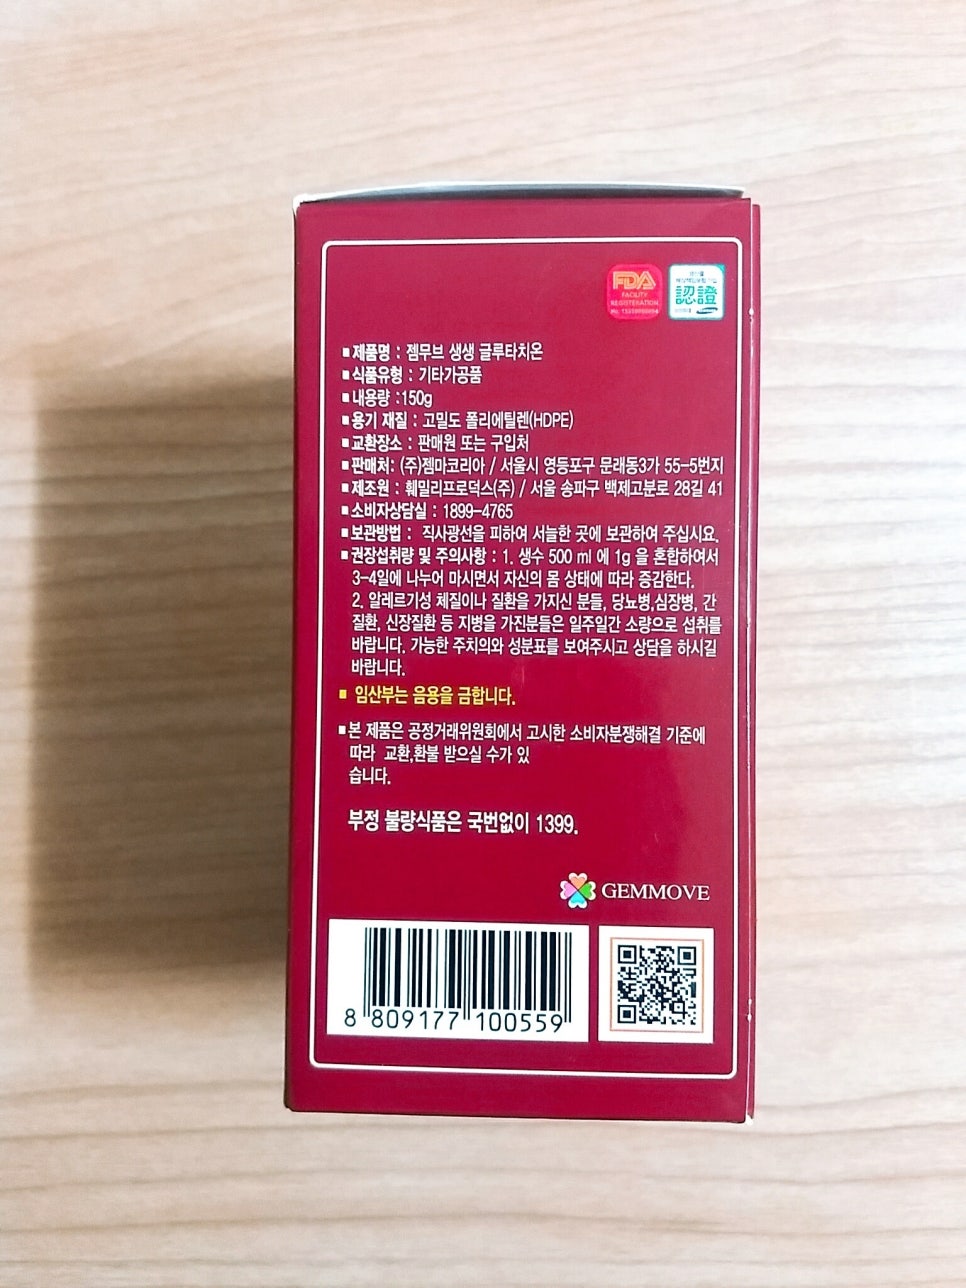 FDA
FACILITY
REGISTERATION
認證
■ 제품명 : 젬무브 생생 글루타치온
■ 식품유형 : 기타가공품
■ 내용량 :150g
■ 용기 재질 : 고밀도 폴리에틸렌(HDPE)
■ 교환장소 : 판매원 또는 구입처
■ 판매처: (주)젬마코리아 / 서울시 영등포구 문래동3가 55-5번지
■ 제조원 : 훼밀리프로덕스(주) / 서울 송파구 백제고분로 28길 41
■ 소비자상담실 : 1899-4765
■ 보관방법 : 직사광선을 피하여 서늘한 곳에 보관하여 주십시요.
■ 권장섭취량 및 주의사항 : 1. 생수 500 ml 에 1g 을 혼합하여서
3-4일에 나누어 마시면서 자신의 몸 상태에 따라 증감한다.
2. 알레르기성 체질이나 질환을 가지신 분들, 당뇨병,심장병, 간
질환, 신장질환 등 지병을 가진분들은 일주일간 소량으로 섭취를
바랍니다. 가능한 주치의와 성분표를 보여주시고 상담을 하시길
바랍니다.
■ 임산부는 음용을 금합니다.
■ 본 제품은 공정거래위원회에서 고시한 소비자분쟁해결 기준에
따라 교환,환불 받으실 수가 있
습니다.
부정 불량식품은 국번없이 1399.
GEMMOVE
8 809177 100559